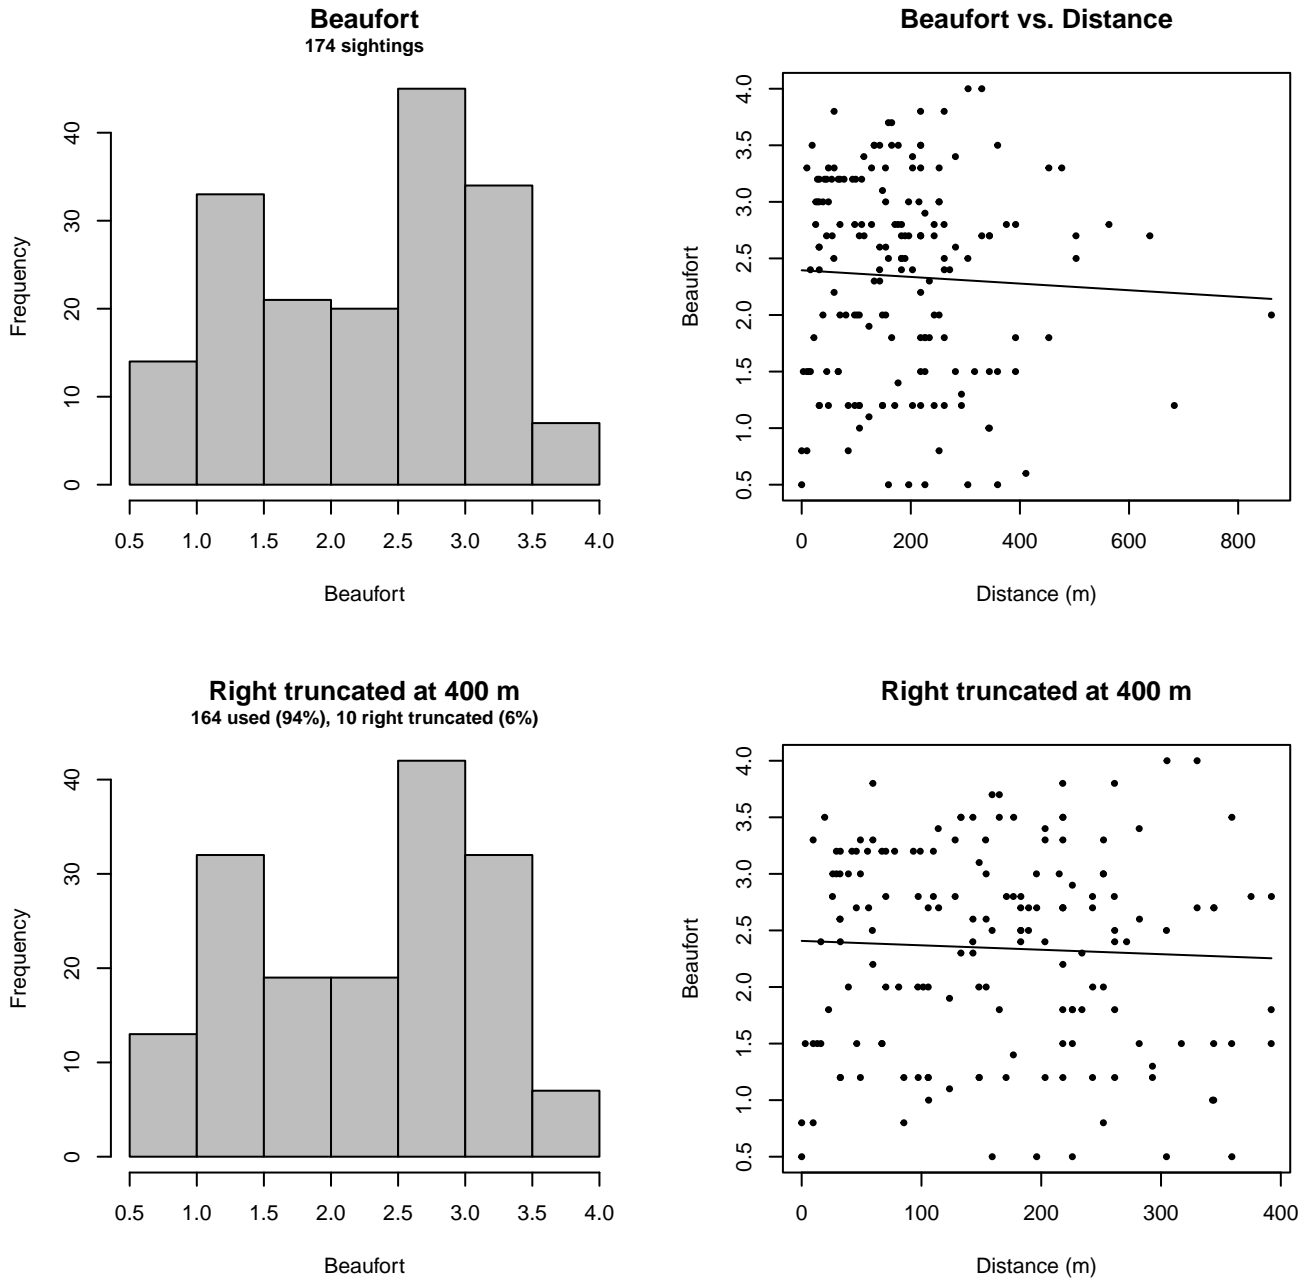 Beaufort
174 sightings
Frequency
0 10 20 30 40
0.5 1.0 1.5 2.0 2.5 3.0 3.5 4.0
Beaufort
Beaufort vs. Distance
Beaufort
0.5 1.0 1.5 2.0 2.5 3.0 3.5 4.0
0 200 400 600 800
Distance (m)
Right truncated at 400 m
164 used (94%), 10 right truncated (6%)
Frequency
0 10 20 30 40
0.5 1.0 1.5 2.0 2.5 3.0 3.5 4.0
Beaufort
Right truncated at 400 m
Beaufort
0.5 1.0 1.5 2.0 2.5 3.0 3.5 4.0
0 100 200 300 400
Distance (m)